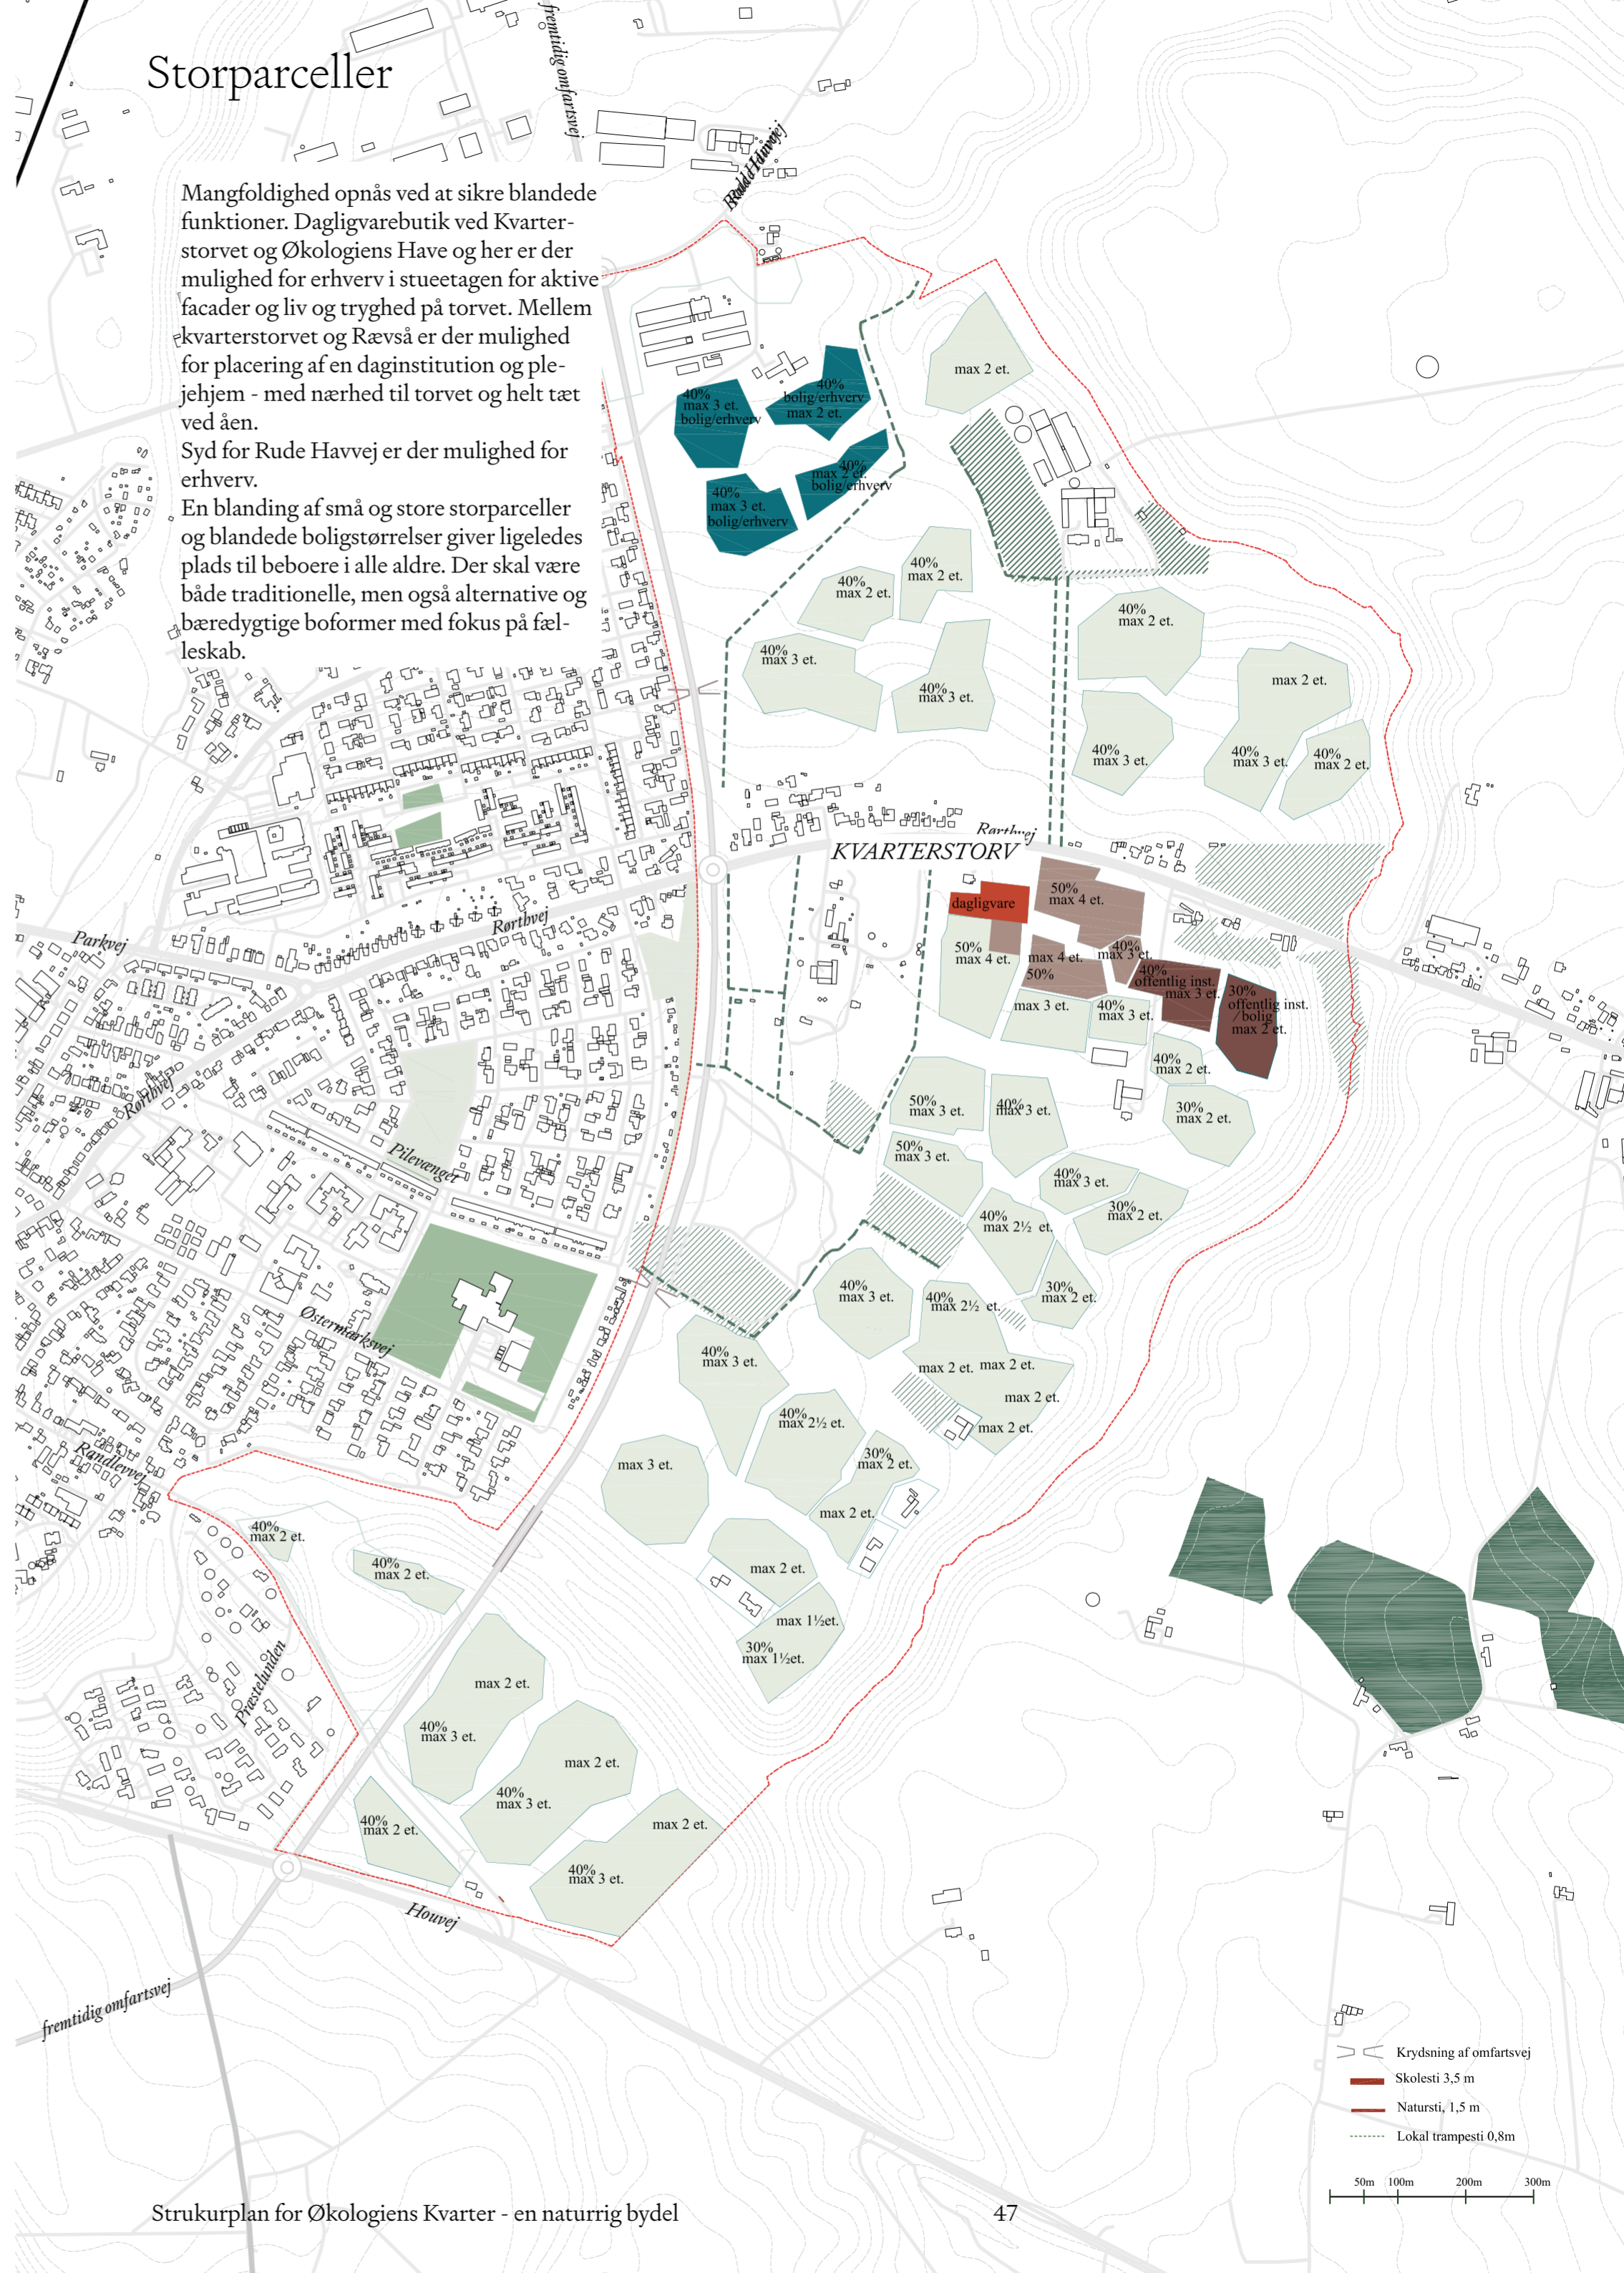 Storparceller
fremtidig omfartsvej
Mangfoldighed opnås ved at sikre blandede
funktioner. Dagligvarebutik ved Kvarter-
storvet og Økologiens Have og her er der
mulighed for erhverv i stueetagen for aktive
facader og liv og tryghed på torvet. Mellem
kvarterstorvet og Rævså er der mulighed
for placering af en daginstitution og ple-
jehjem - med nærhed til torvet og helt tæt
ved åen.
Syd for Rude Havvej er der mulighed for
erhverv.
En blanding af små og store storparceller
og blandede boligstørrelser giver ligeledes
plads til beboere i alle aldre. Der skal være
både traditionelle, men også alternative og
bæredygtige boformer med fokus på fæl-
leskab.
max 2 et.
40%
max 3 et.
bolig/erhverv
40%
bolig/erhverv
max 2 et.
40%
max 2 et.
bolig/erhverv
40%
max 3 et.
bolig/erhverv
40%
max 2 et.
40%
max 2 et.
40%
max 2 et.
40%
max 3 et.
40%
max 3 et.
max 2 et.
40%
max 3 et.
40%
max 3 et.
40%
max 2 et.
Rørthvej
KVARTERSTORV
dagligvare
50%
max 4 et.
Rørthvej
Parkvej
50%
max 4 et.
max 4 et.
50%
40%
max 3 et.
40%
offentlig inst.
max 3 et.
30%
offentlig inst.
/bolig
max 2 et.
max 3 et.
40%
max 3 et.
40%
max 2 et.
Rørthvej
50%
max 3 et.
40%
max 3 et.
30%
max 2 et.
Pilevænget
50%
max 3 et.
40%
max 3 et.
30%
max 2 et.
40%
max 2½ et.
40%
max 3 et.
40%
max 2½ et.
30%
max 2 et.
Østermarksvej
40%
max 3 et.
max 2 et.
max 2 et.
max 2 et.
max 2 et.
40%
max 2½ et.
30%
max 2 et.
Randlevvej
max 3 et.
max 2 et.
40%
max 2 et.
40%
max 2 et.
max 2 et.
max 1½et.
30%
max 1½et.
Præstelunden
max 2 et.
40%
max 3 et.
max 2 et.
40%
max 3 et.
40%
max 2 et.
max 2 et.
40%
max 3 et.
Houvej
fremtidig omfartsvej
Krydsning af omfartsvej
Skolesti 3,5 m
Natursti, 1,5 m
Lokal trampesti 0,8m
50m 100m 200m 300m
Strukurplan for Økologiens Kvarter - en naturrig bydel
47